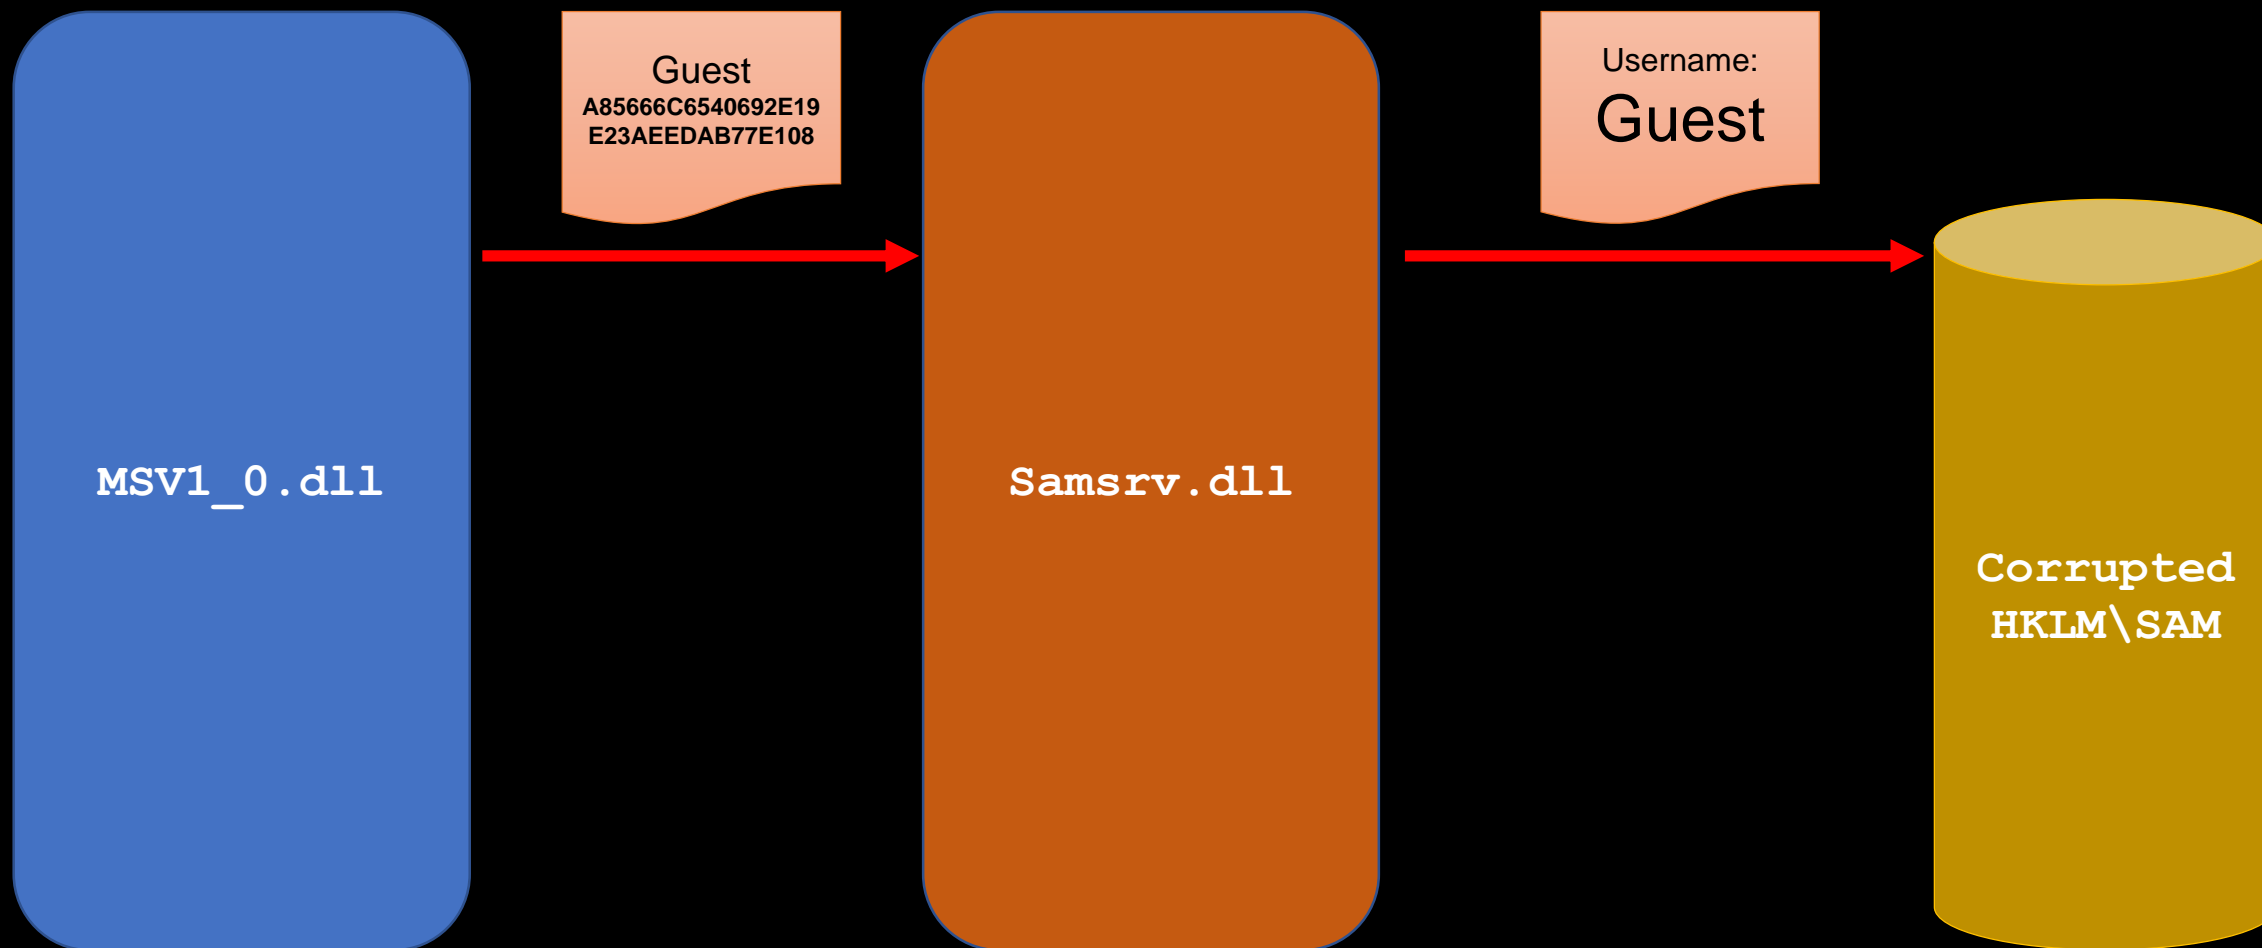 Guest
A85666C6540692E19
E23AEEDAB77E108
Username:
Guest
MSV1_0.dll
Samsrv.dll
Corrupted
HKLM\SAM